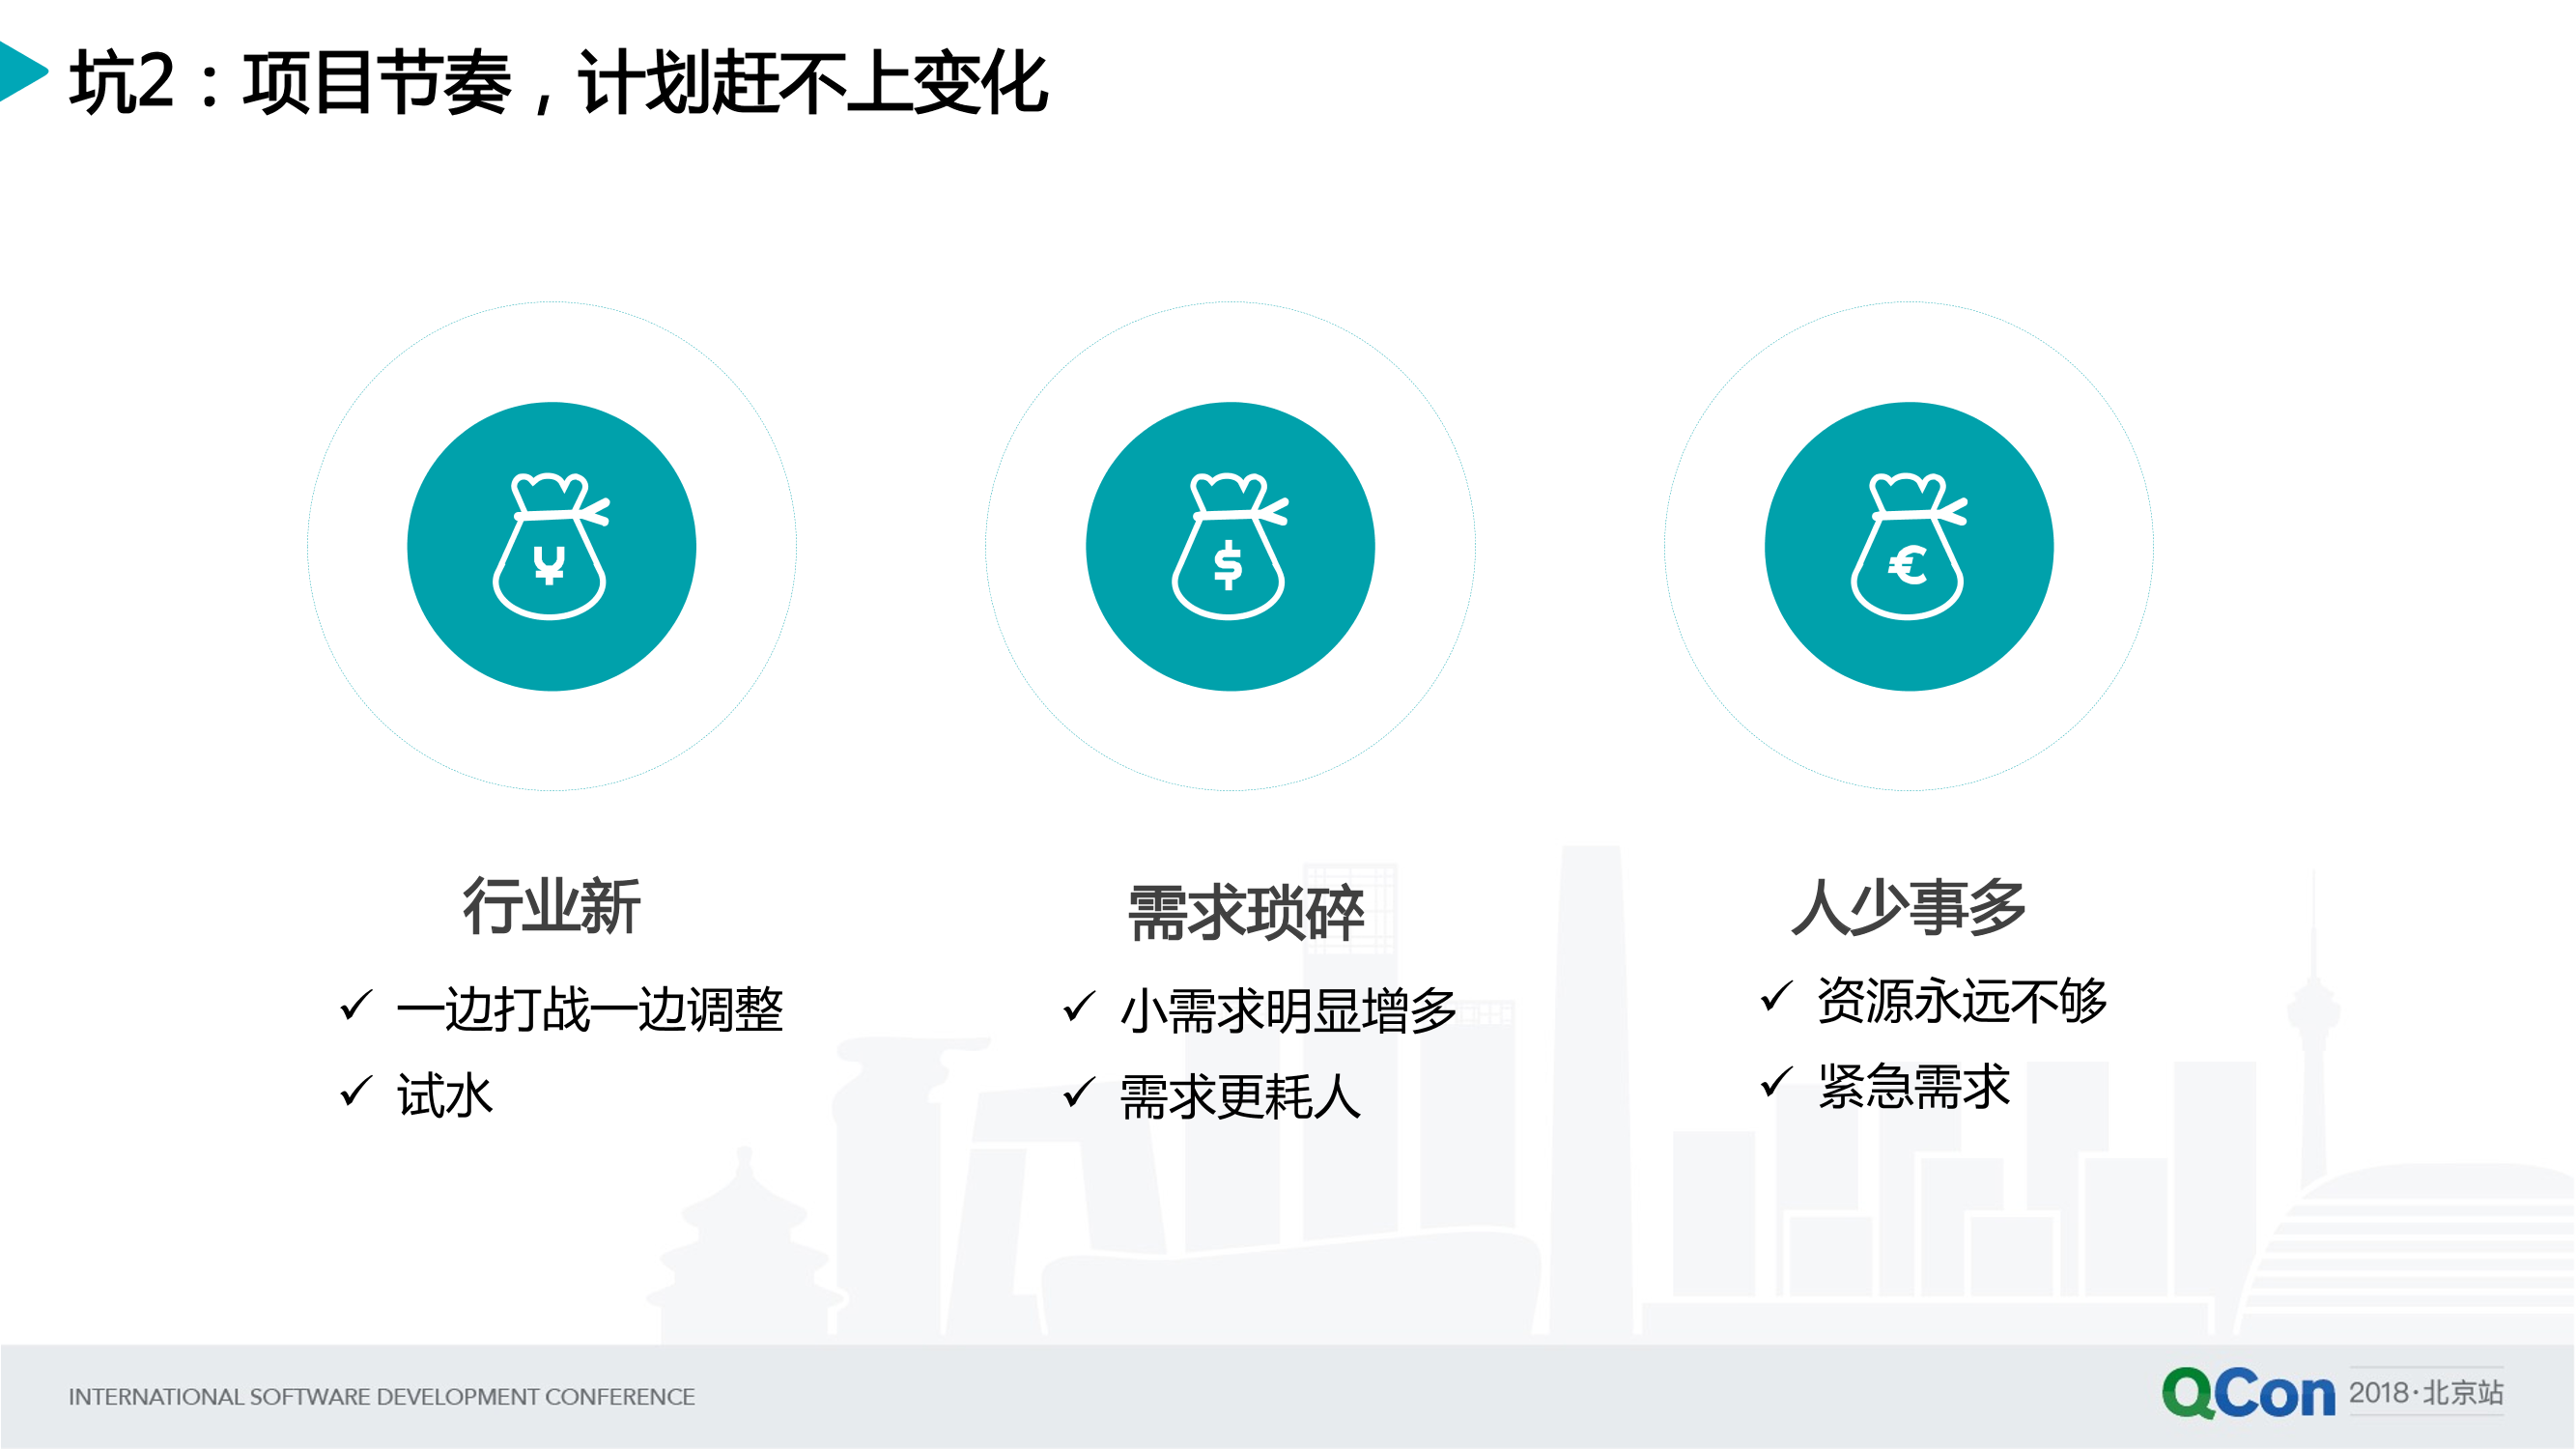 坑2：项目节奏，计划赶不上变化
¥
$
€
行业新
✓ 一边打战一边调整
✓ 试水
需求琐碎
✓ 小需求明显增多
✓ 需求更耗人
人少事多
✓ 资源永远不够
✓ 紧急需求
INTERNATIONAL SOFTWARE DEVELOPMENT CONFERENCE
QCon 2018·北京站